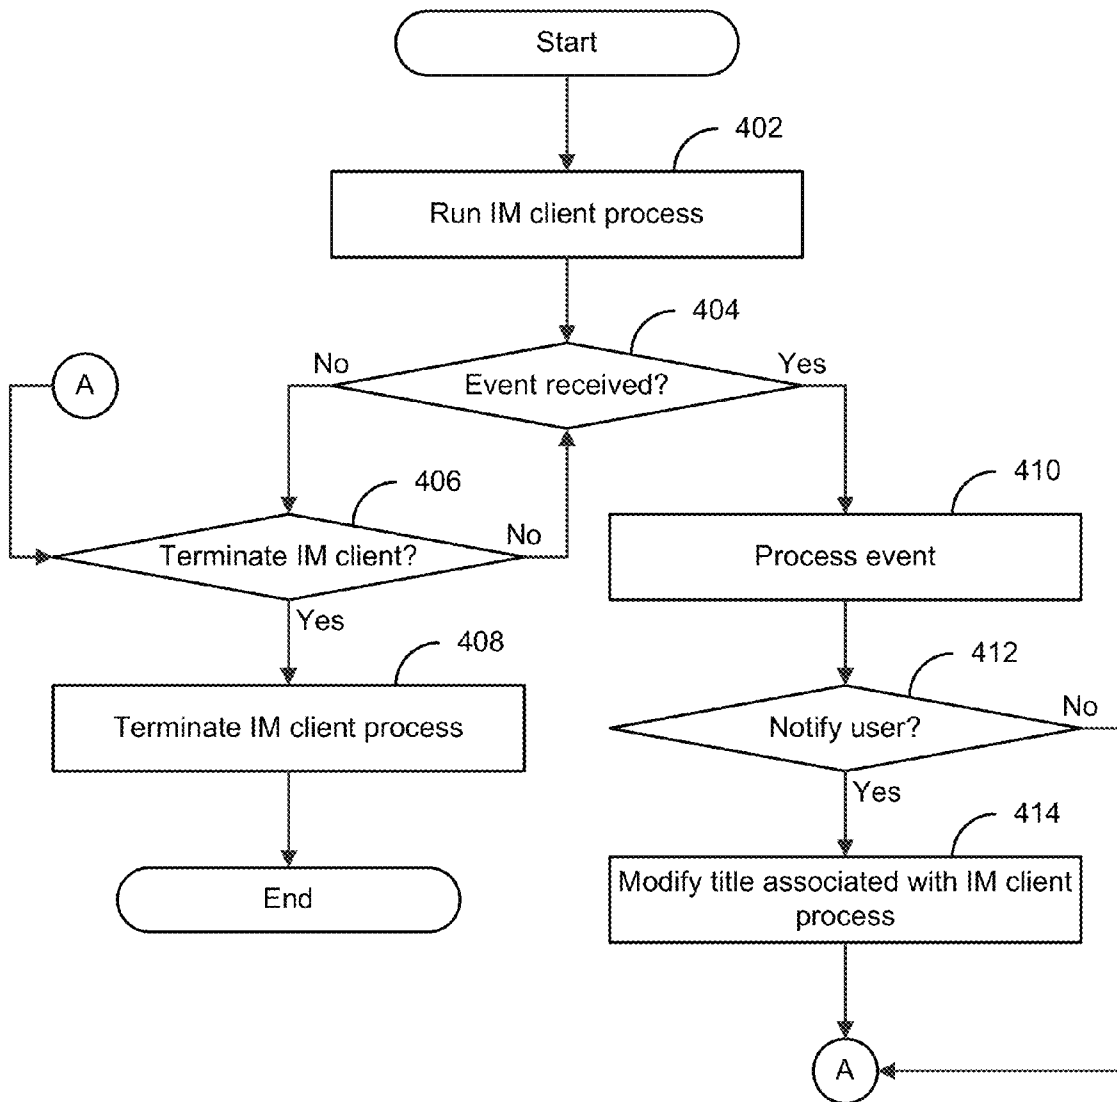 Start
402
Run IM client process
404
No
Yes
Event received?
A
406
410
Terminate IM client?
No
Process event
Yes
408
412
Terminate IM client process
Notify user?
No
Yes
414
End
Modify title associated with IM client
process
A